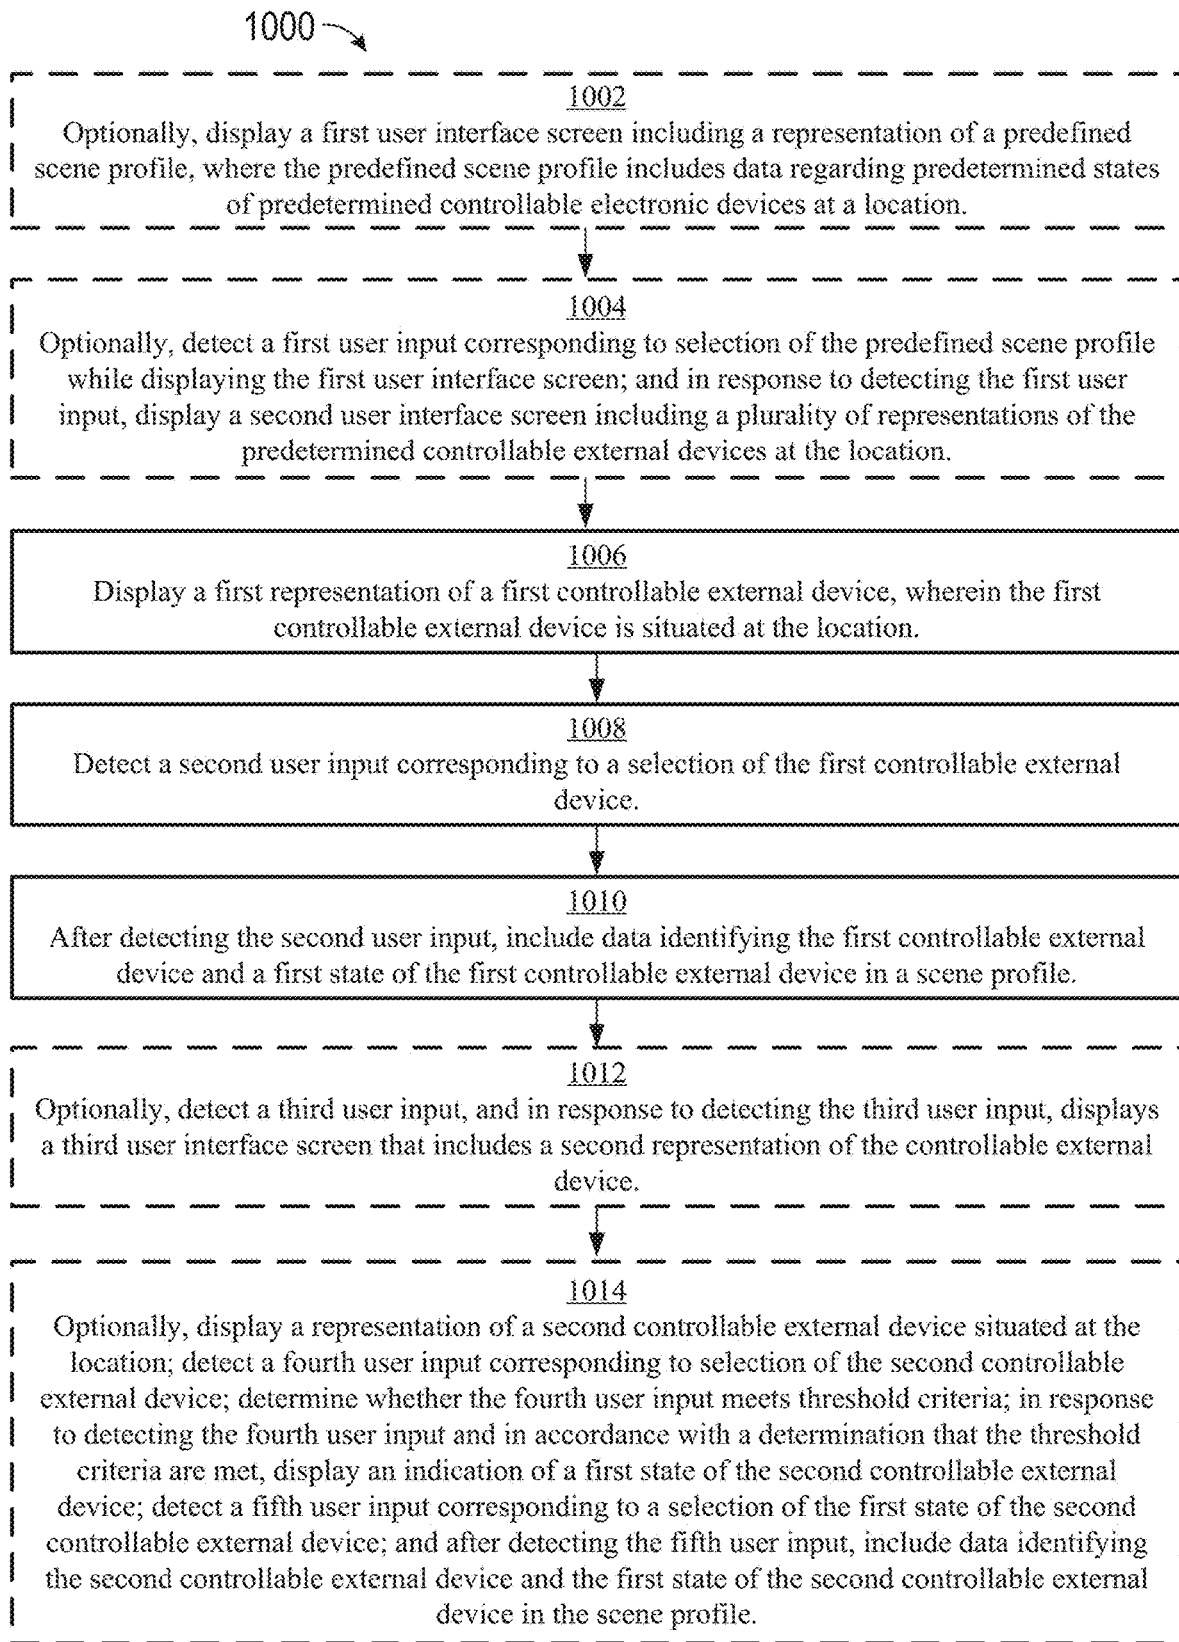 1000
1002
Optionally, display a first user interface screen including a representation of a predefined
scene profile, where the predefined scene profile includes data regarding predetermined states
of predetermined controllable electronic devices at a location.
1004
Optionally, detect a first user input corresponding to selection of the predefined scene profile
while displaying the first user interface screen; and in response to detecting the first user
input, display a second user interface screen including a plurality of representations of the
predetermined controllable external devices at the location.
1006
Display a first representation of a first controllable external device, wherein the first
controllable external device is situated at the location.
1008
Detect a second user input corresponding to a selection of the first controllable external
device.
1010
After detecting the second user input, include data identifying the first controllable external
device and a first state of the first controllable external device in a scene profile.
1012
Optionally, detect a third user input, and in response to detecting the third user input, displays
a third user interface screen that includes a second representation of the controllable external
device.
1014
Optionally, display a representation of a second controllable external device situated at the
location; detect a fourth user input corresponding to selection of the second controllable
external device; determine whether the fourth user input meets threshold criteria; in response
to detecting the fourth user input and in accordance with a determination that the threshold
criteria are met, display an indication of a first state of the second controllable external
device; detect a fifth user input corresponding to a selection of the first state of the second
controllable external device; and after detecting the fifth user input, include data identifying
the second controllable external device and the first state of the second controllable external
device in the scene profile.